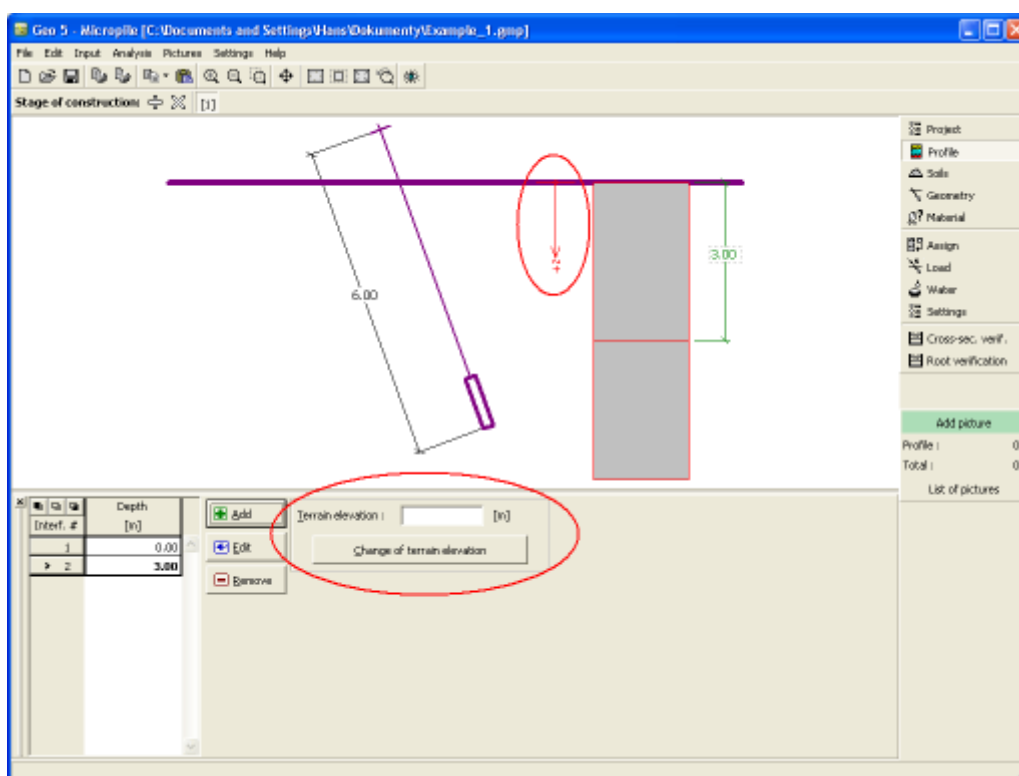 Geo 5 - Micropile [C:\Documents and Settings\Hans\Dokumenty\Example_1.gmp]
File Edit Input Analysis Pictures Settings Help
Stage of construction: [1]
Project
Profile
Soils
Geometry
Material
Assign
Load
Water
Settings
Cross-sec. verif.
Root verification
Add picture
Profile : 0
Total : 0
List of pictures
6.00
+z
3.00
Interf. #
Depth
[m]
1 0.00
> 2 3.00
Add
Edit
Remove
Terrain elevation : [m]
Change of terrain elevation